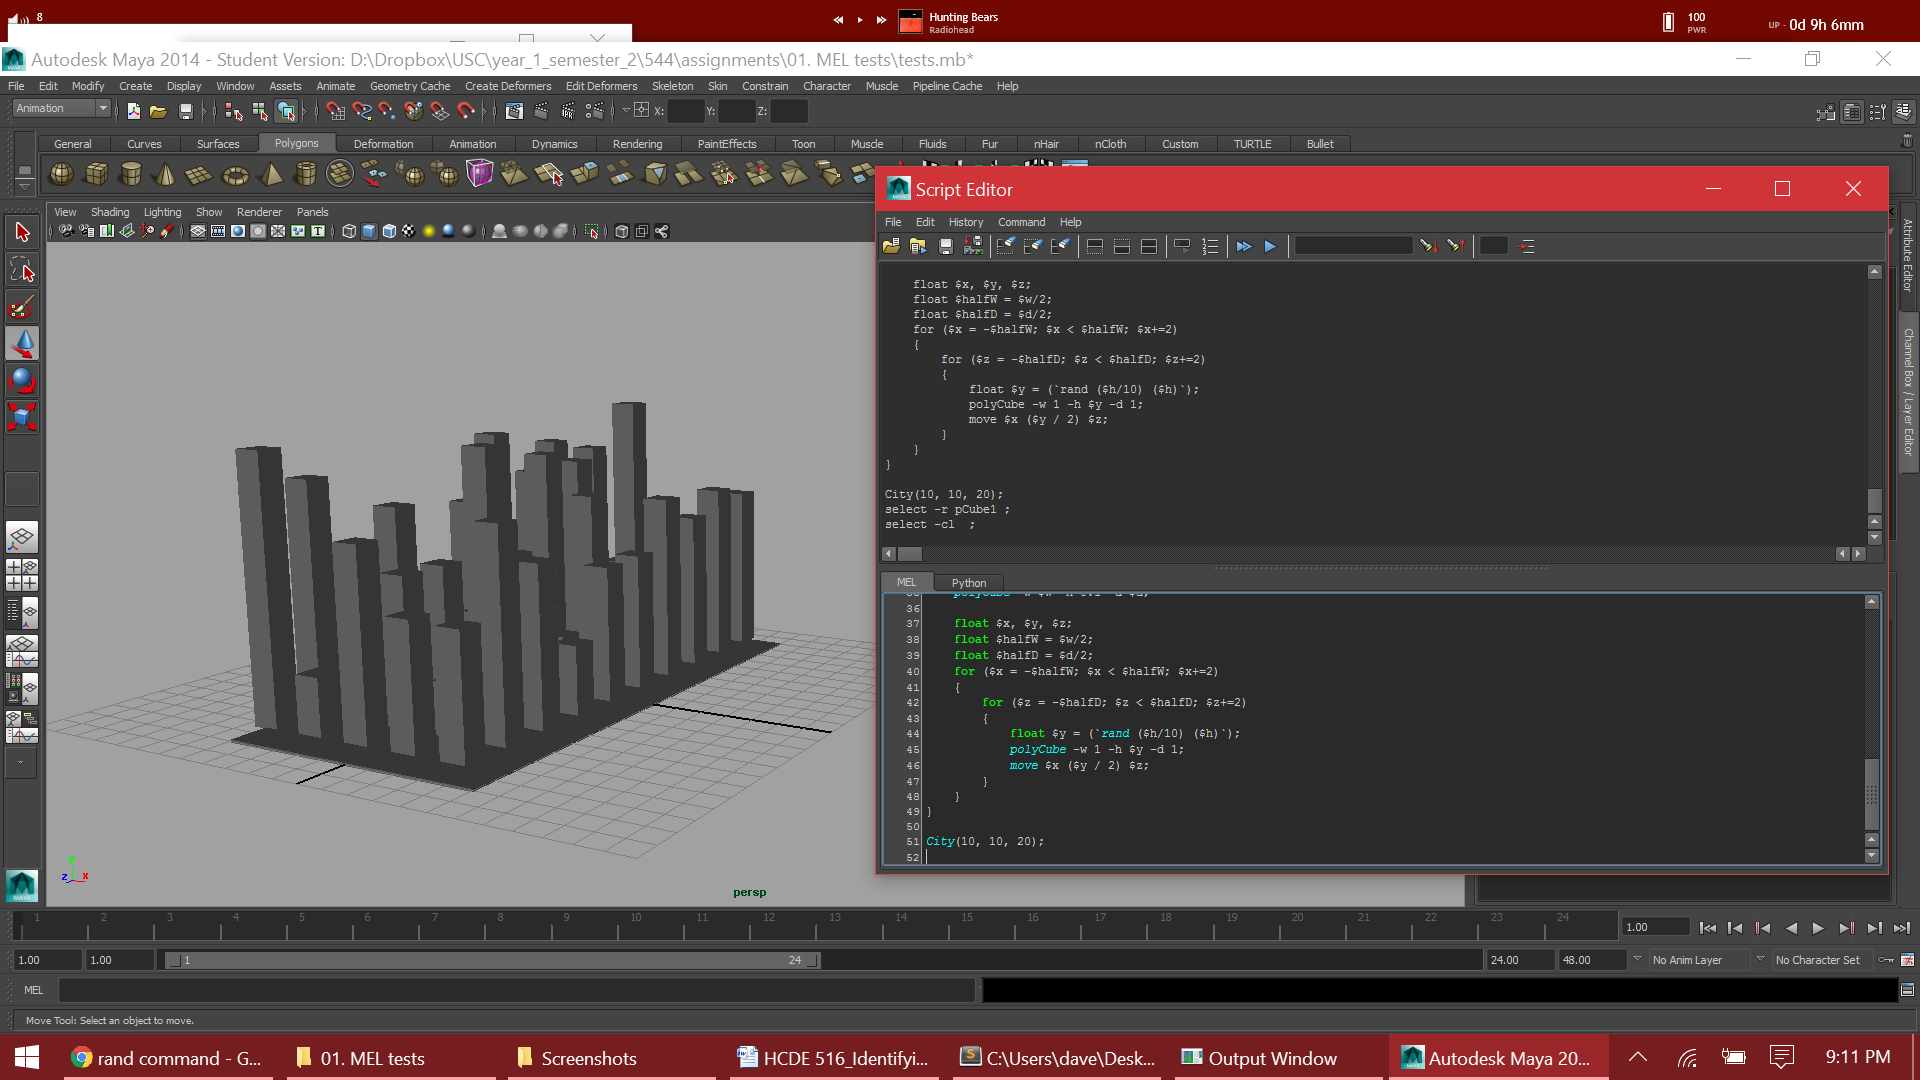 8
Hunting Bears
Radiohead
100
PWR
UP - 0d 9h 6mm
Autodesk Maya 2014 - Student Version: D:\Dropbox\USC\year_1_semester_2\544\assignments\01. MEL tests\tests.mb*
File Edit Modify Create Display Window Assets Animate Geometry Cache Create Deformers Edit Deformers Skeleton Skin Constrain Character Muscle Pipeline Cache Help
Animation X: Y: Z:
General Curves Surfaces Polygons Deformation Animation Dynamics Rendering PaintEffects Toon Muscle Fluids Fur nHair nCloth Custom TURTLE Bullet
View Shading Lighting Show Renderer Panels
Script Editor
File Edit History Command Help
float $x, $y, $z;
float $halfW = $w/2;
float $halfD = $d/2;
for ($x = -$halfW; $x < $halfW; $x+=2)
{
for ($z = -$halfD; $z < $halfD; $z+=2)
{
float $y = (`rand ($h/10) ($h)`);
polyCube -w 1 -h $y -d 1;
move $x ($y / 2) $z;
}
}
}
City(10, 10, 20);
select -r pCube1 ;
select -cl ;
MEL Python
36
37 float $x, $y, $z;
38 float $halfW = $w/2;
39 float $halfD = $d/2;
40 for ($x = -$halfW; $x < $halfW; $x+=2)
41 {
42 for ($z = -$halfD; $z < $halfD; $z+=2)
43 {
44 float $y = (`rand ($h/10) ($h)`);
45 polyCube -w 1 -h $y -d 1;
46 move $x ($y / 2) $z;
47 }
48 }
49 }
50
51 City(10, 10, 20);
52
Attribute Editor
Channel Box / Layer Editor
y
z x
persp
MAYA
1 2 3 4 5 6 7 8 9 10 11 12 13 14 15 16 17 18 19 20 21 22 23 24 1.00
1.00 1.00 1 24 24.00 48.00 No Anim Layer No Character Set
MEL
Move Tool: Select an object to move.
rand command - G... 01. MEL tests Screenshots HCDE 516_Identifyi... C:\Users\dave\Desk... Output Window Autodesk Maya 20... 9:11 PM